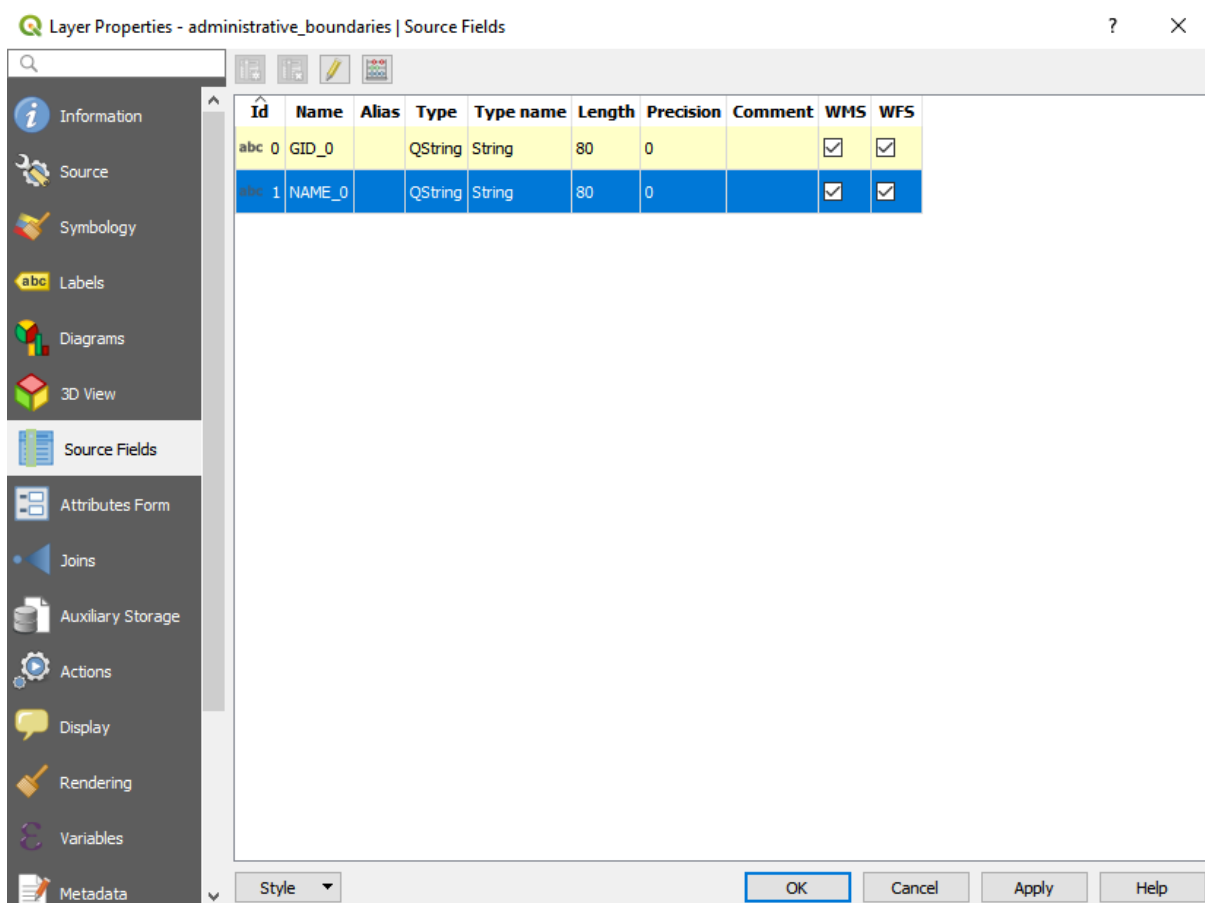 Layer Properties - administrative_boundaries | Source Fields
?
Information
Source
Symbology
abc Labels
Diagrams
3D View
Source Fields
Attributes Form
Joins
Auxiliary Storage
Actions
Display
Rendering
Variables
Metadata
Id Name Alias Type Type name Length Precision Comment WMS WFS
abc 0 GID_0 QString String 80 0
abc 1 NAME_0 QString String 80 0
Style
OK Cancel Apply Help